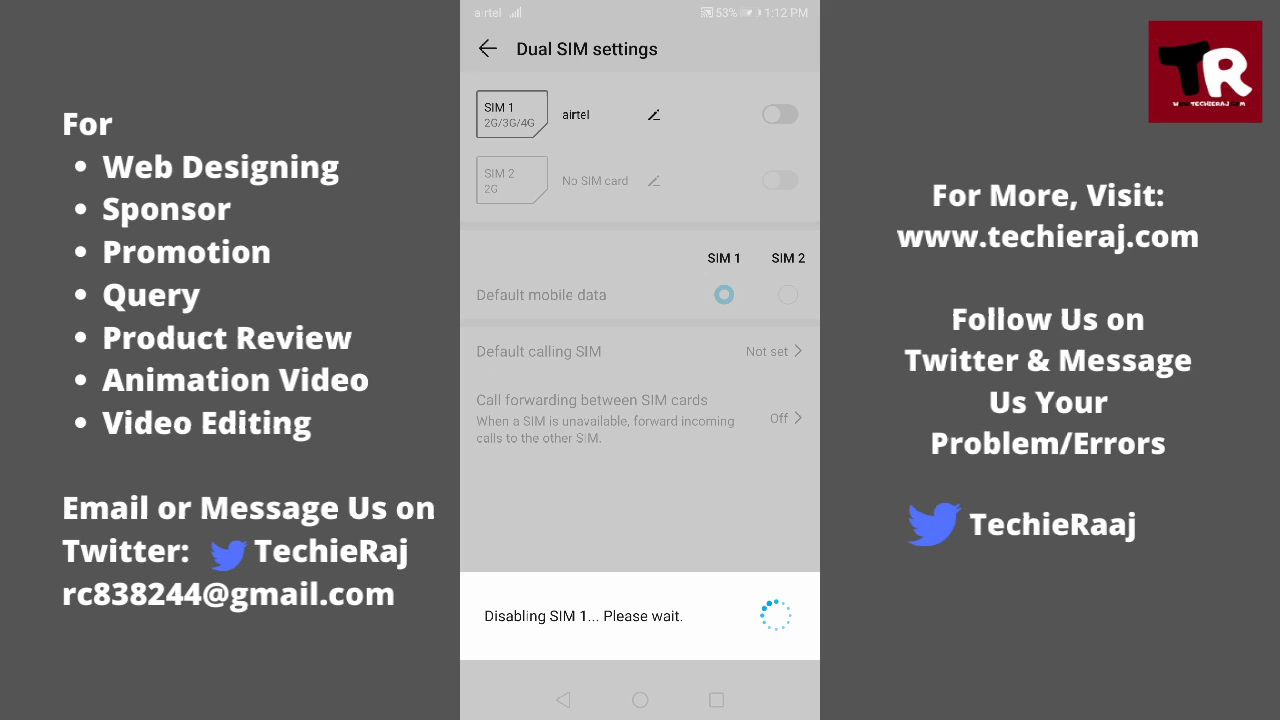 For
Web Designing
Sponsor
Promotion
Query
Product Review
Animation Video
Video Editing
Email or Message Us on
Twitter: TechieRaj
rc838244@gmail.com
airtel 53% 1:12 PM
Dual SIM settings
SIM 1
2G/3G/4G
airtel
SIM 2
2G
No SIM card
SIM 1 SIM 2
Default mobile data
Default calling SIM Not set
Call forwarding between SIM cards
When a SIM is unavailable, forward incoming
calls to the other SIM.
Off
Disabling SIM 1... Please wait.
TR
WWW.TECHIERAJ.COM
For More, Visit:
www.techieraj.com
Follow Us on
Twitter & Message
Us Your
Problem/Errors
TechieRaaj